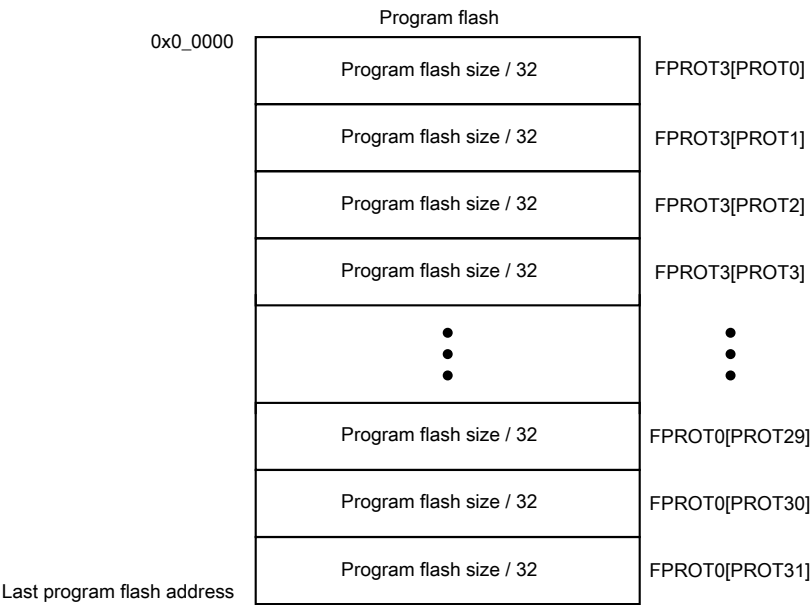 Program flash
0x0_0000
Program flash size / 32 FPROT3[PROT0]
Program flash size / 32 FPROT3[PROT1]
Program flash size / 32 FPROT3[PROT2]
Program flash size / 32 FPROT3[PROT3]
Program flash size / 32 FPROT0[PROT29]
Program flash size / 32 FPROT0[PROT30]
Program flash size / 32 FPROT0[PROT31]
Last program flash address